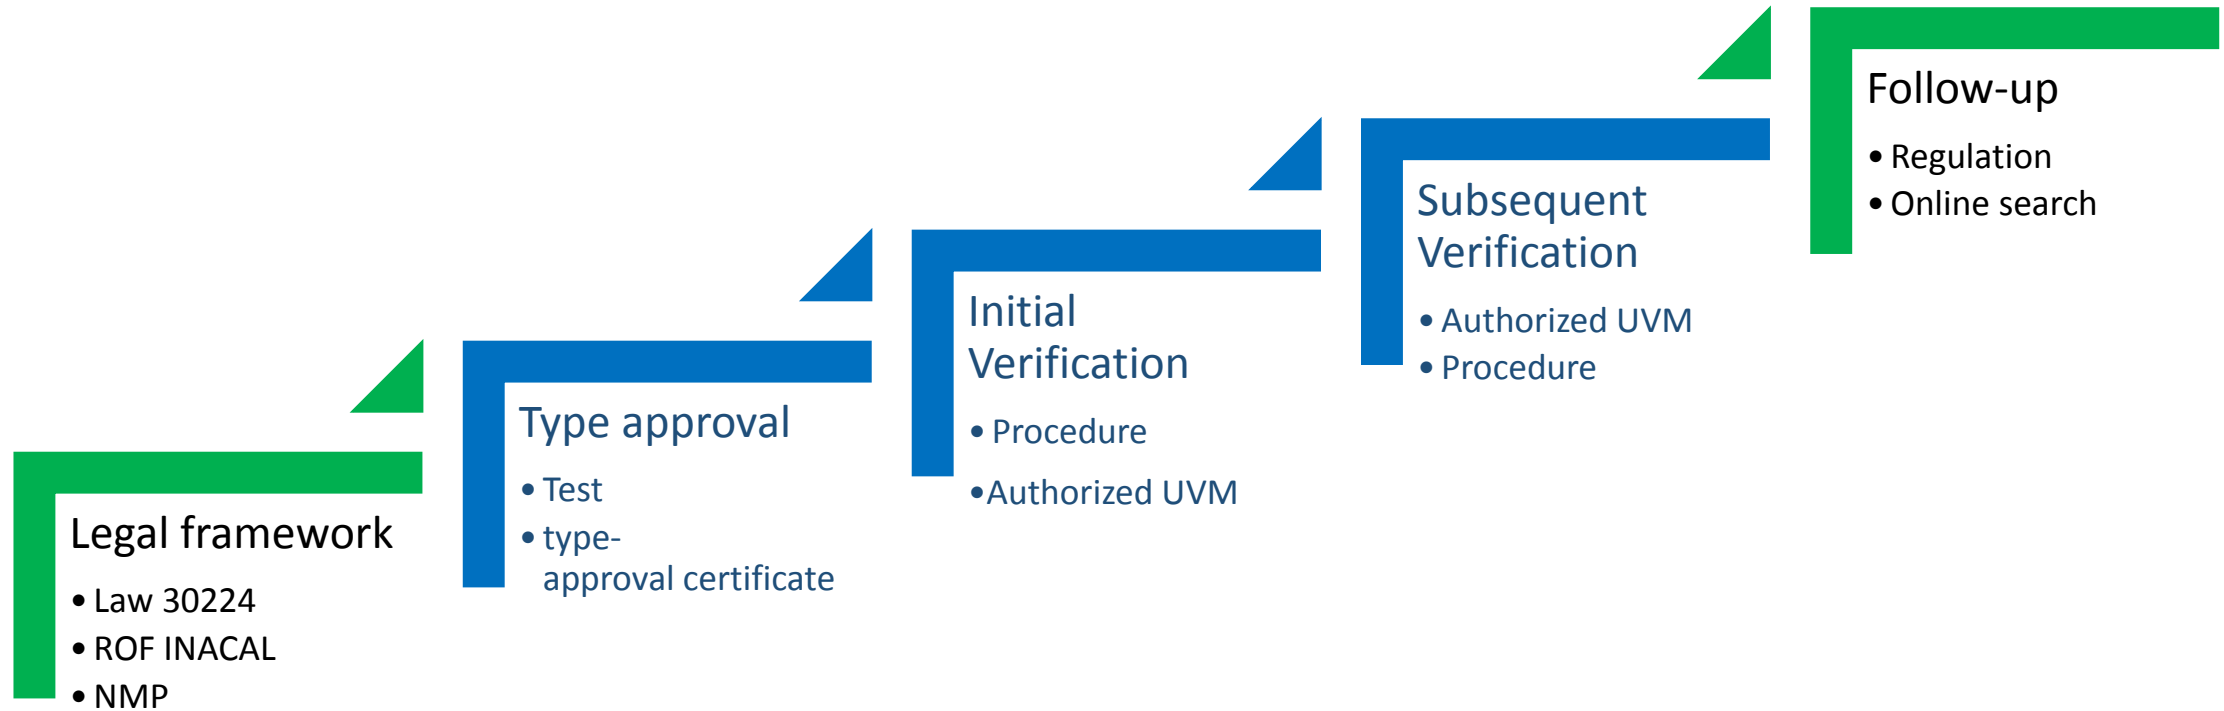 Legal framework
• Law 30224
• ROF INACAL
• NMP
Type approval
• Test
• type-
approval certificate
Initial
Verification
• Procedure
•Authorized UVM
Subsequent
Verification
• Authorized UVM
• Procedure
Follow-up
• Regulation
• Online search